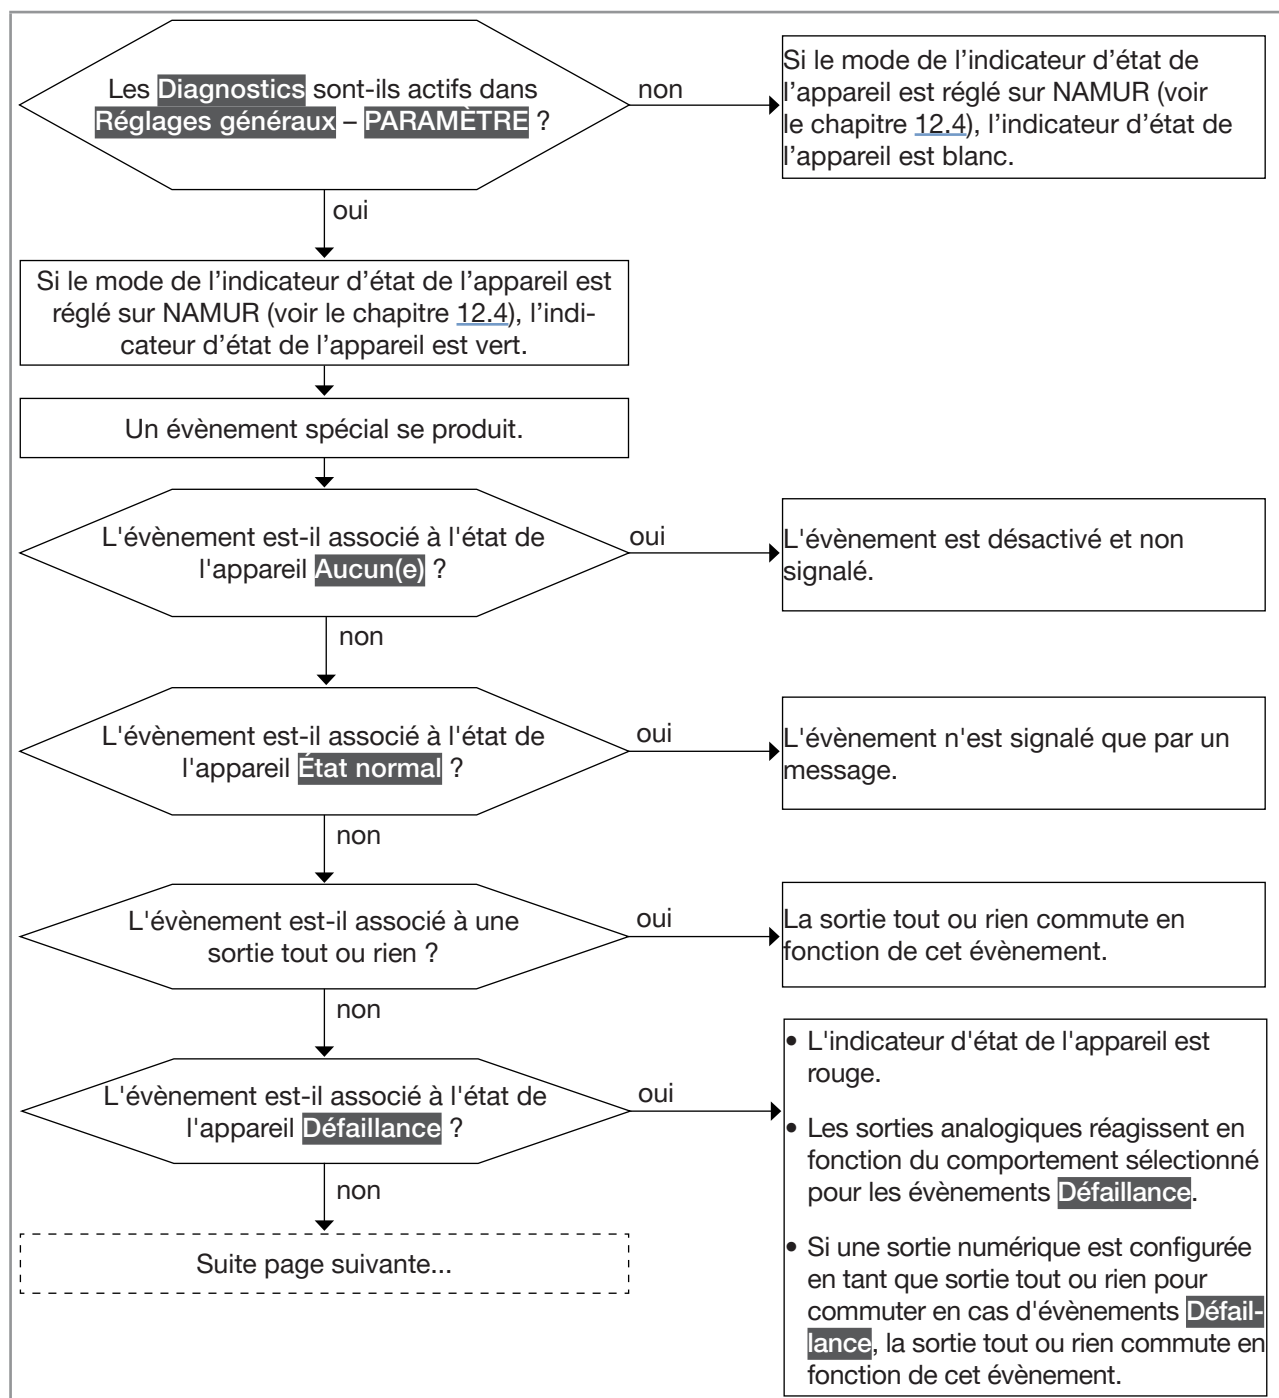 Les Diagnostics sont-ils actifs dans
Réglages généraux – PARAMÈTRE ?
non
Si le mode de l’indicateur d’état de
l’appareil est réglé sur NAMUR (voir
le chapitre 12.4), l’indicateur d’état de
l’appareil est blanc.
oui
Si le mode de l’indicateur d’état de l’appareil est
réglé sur NAMUR (voir le chapitre 12.4), l’indi-
cateur d’état de l’appareil est vert.
Un évènement spécial se produit.
L'évènement est-il associé à l'état de
l'appareil Aucun(e) ?
oui
L'évènement est désactivé et non
signalé.
non
L'évènement est-il associé à l'état de
l'appareil État normal ?
oui
L'évènement n'est signalé que par un
message.
non
L'évènement est-il associé à une
sortie tout ou rien ?
oui
La sortie tout ou rien commute en
fonction de cet évènement.
non
L'évènement est-il associé à l'état de
l'appareil Défaillance ?
oui
• L'indicateur d'état de l'appareil est
rouge.
• Les sorties analogiques réagissent en
fonction du comportement sélectionné
pour les évènements Défaillance.
• Si une sortie numérique est configurée
en tant que sortie tout ou rien pour
commuter en cas d'évènements Défail-
lance, la sortie tout ou rien commute en
fonction de cet évènement.
non
Suite page suivante...